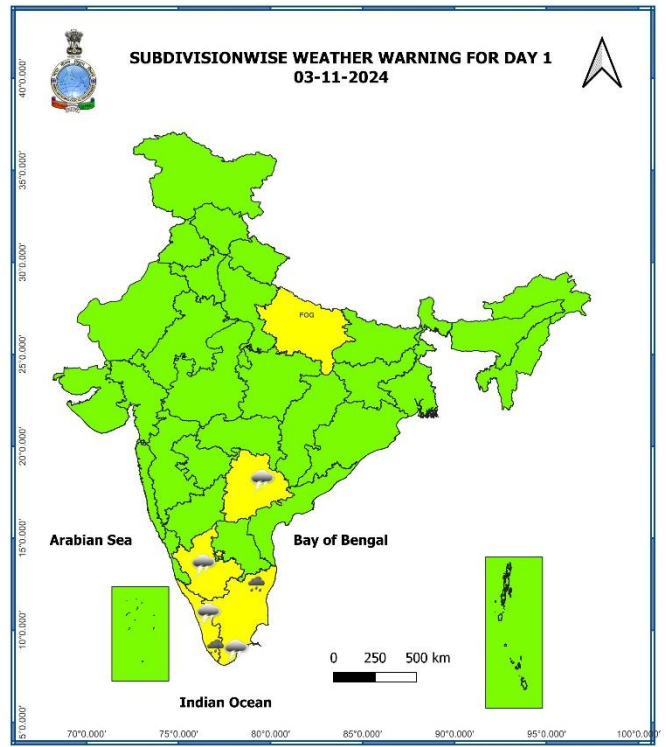 SUBDIVISIONWISE WEATHER WARNING FOR DAY 1
03-11-2024
40°0.000'
35°0.000'
30°0.000'
25°0.000'
20°0.000'
15°0.000'
10°0.000'
5°0.000'
FOG
Arabian Sea
Bay of Bengal
0 250 500 km
Indian Ocean
70°0.000' 75°0.000' 80°0.000' 85°0.000' 90°0.000' 95°0.000' 100°0.000'